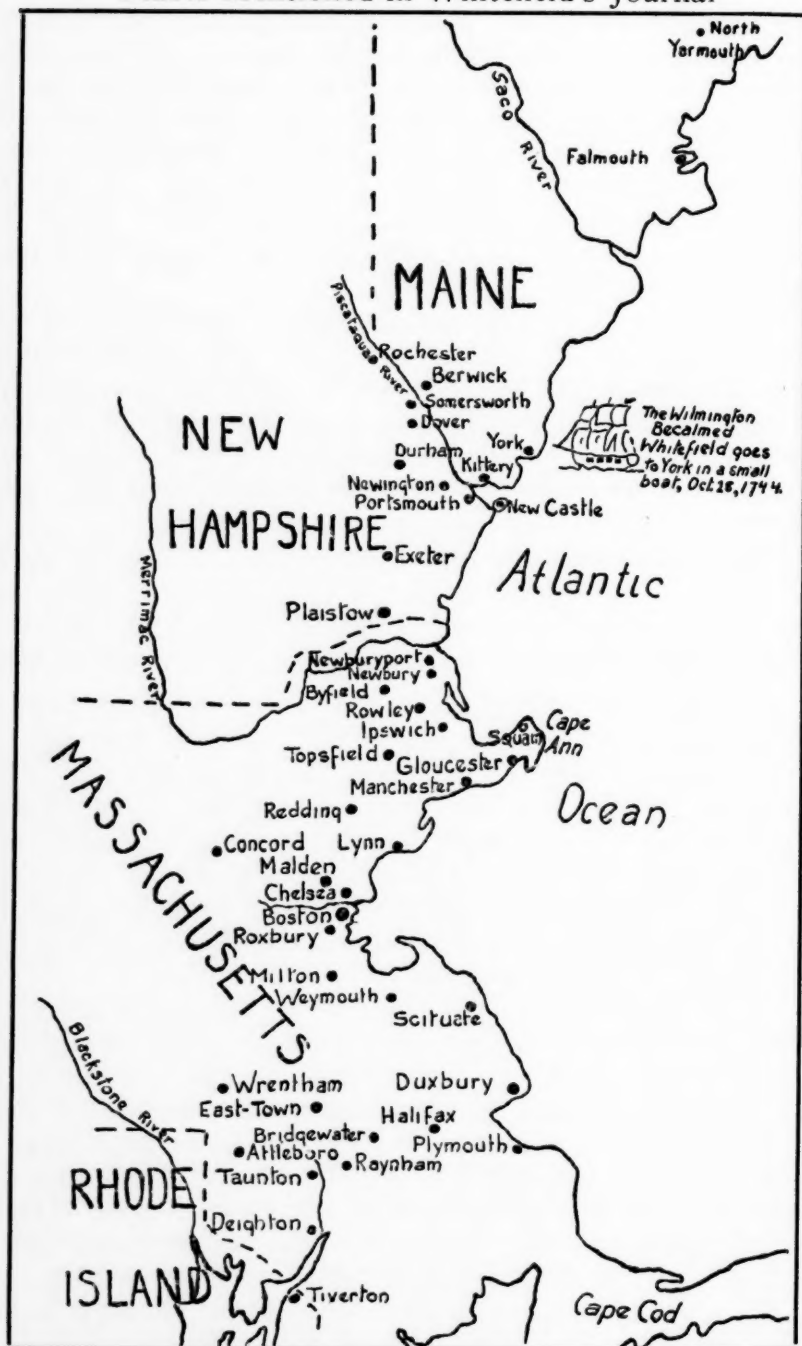 mentioned in Whitefield's journal
North
Yarmouth
Saco
River
Falmouth
MAINE
Piscataqua
River
Rochester
Berwick
Somersworth
Dover
NEW
HAMPSHIRE
Durham
York
Kittery
Newington
Portsmouth
New Castle
The Wilmington
Becalmed
Whitefield goes
To York in a small
boat, Oct. 28, 1744.
Exeter
Atlantic
Merrimac River
Plaistow
Newburyport
Newbury
Byfield
Rowley
Ipswich
Cape
Ann
Squam
Topsfield
Gloucester
Manchester
Ocean
Redding
MASSACHUSETTS
Concord
Lynn
Malden
Chelsea
Boston
Roxbury
Milton
Weymouth
Scituate
Blackstone River
Wrentham
Duxbury
East-Town
Halifax
Bridgewater
Plymouth
Attleboro
Raynham
RHODE
ISLAND
Taunton
Deighton
Tiverton
Cape Cod